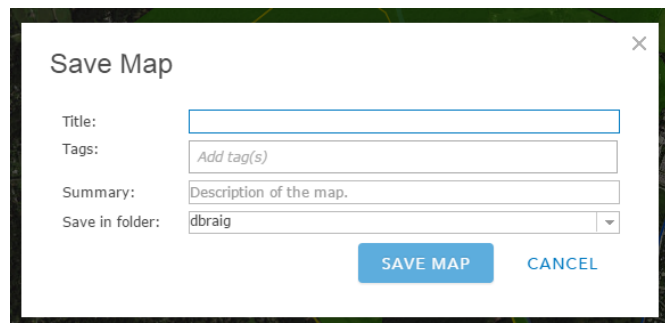 Save Map
Title:
Tags: Add tag(s)
Summary: Description of the map.
Save in folder: dbraig
SAVE MAP CANCEL